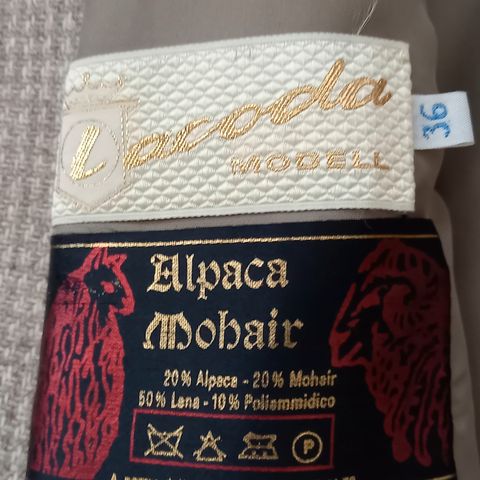 Lacoda
MODELL
36
Alpaca
Mohair
20% Alpaca - 20% Mohair
50% Lana - 10% Poliammidico
P